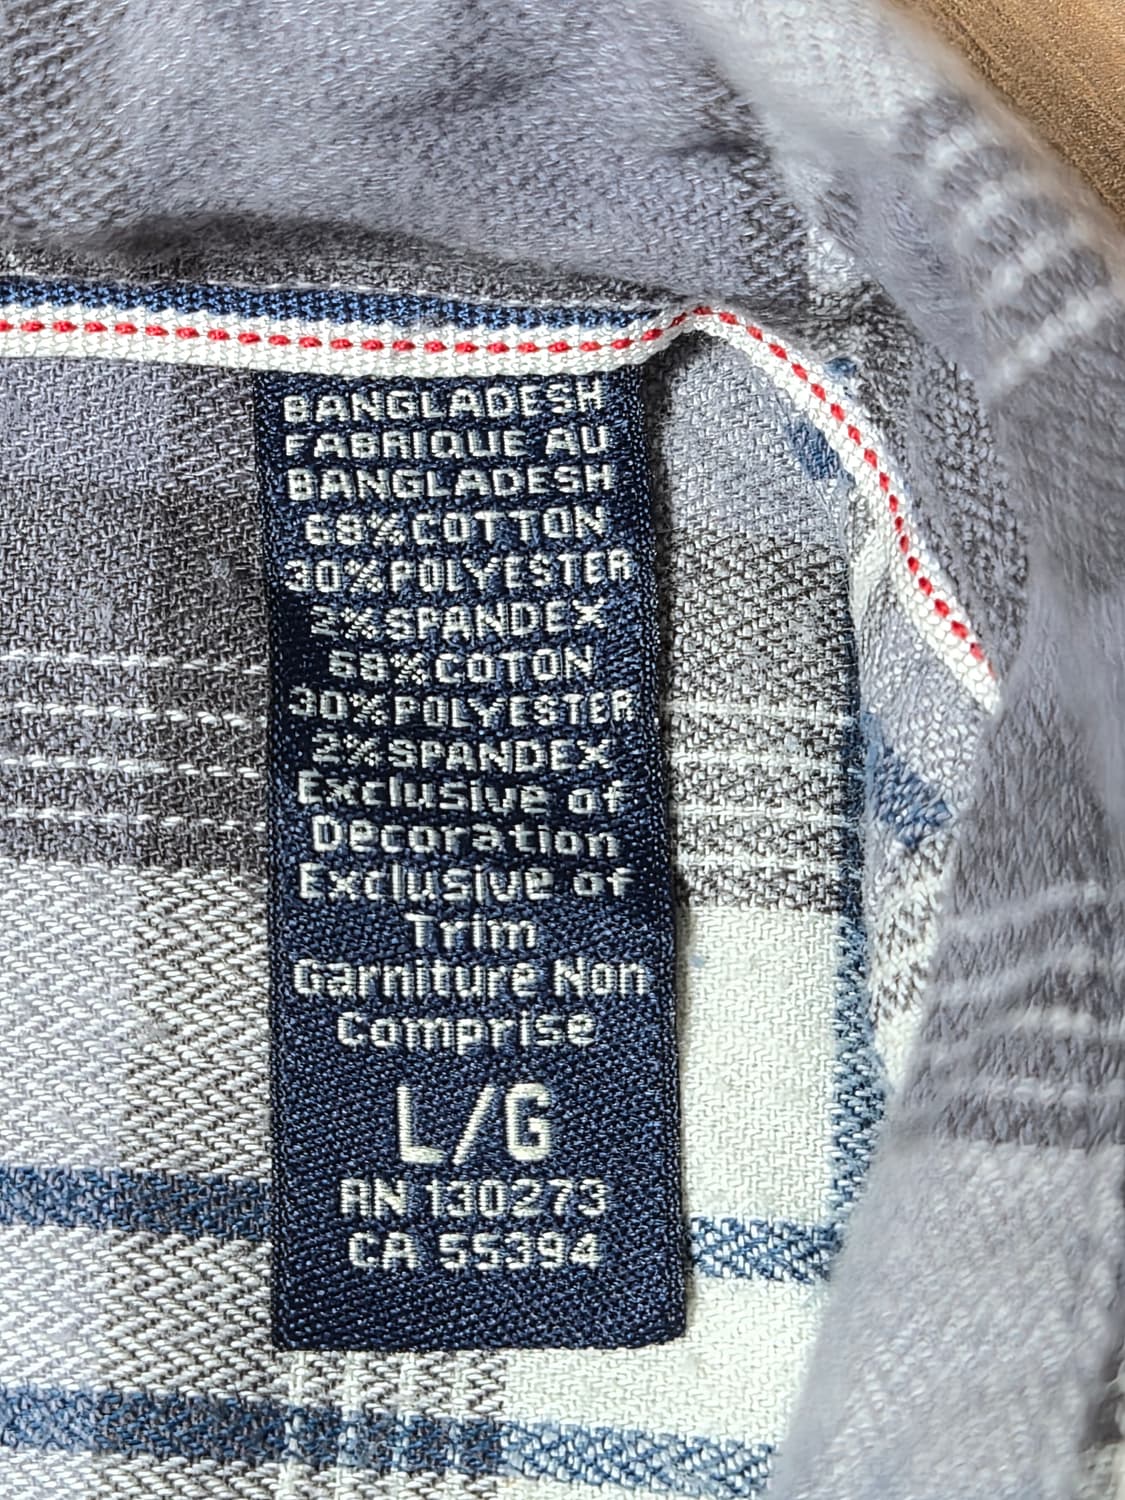 BANGLADESH
FABRIQUE AU
BANGLADESH
68%COTTON
30%POLYESTER
2%SPANDEX
68%COTON
30%POLYESTER
2%SPANDEX
Exclusive of
Decoration
Exclusive of
Trim
Garniture Non
Comprise
L/G
RN 130273
CA 55394